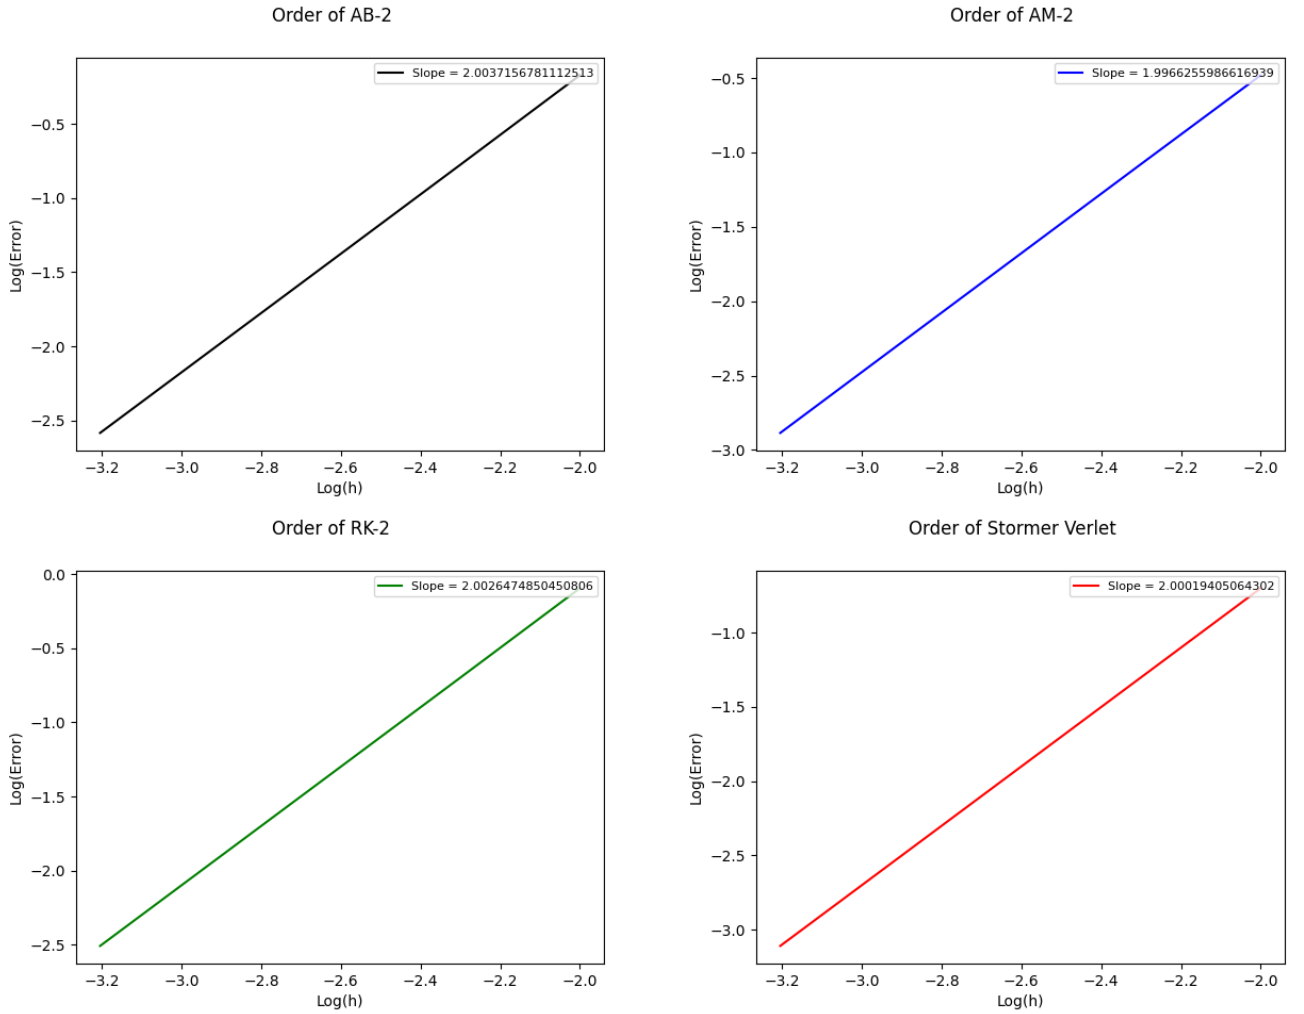 Order of AB-2
Slope = 2.0037156781112513
−0.5
−1.0
−1.5
−2.0
−2.5
Log(Error)
−3.2 −3.0 −2.8 −2.6 −2.4 −2.2 −2.0
Log(h)
Order of AM-2
Slope = 1.9966255986616939
−0.5
−1.0
−1.5
−2.0
−2.5
−3.0
Log(Error)
−3.2 −3.0 −2.8 −2.6 −2.4 −2.2 −2.0
Log(h)
Order of RK-2
Slope = 2.0026474850450806
0.0
−0.5
−1.0
−1.5
−2.0
−2.5
Log(Error)
−3.2 −3.0 −2.8 −2.6 −2.4 −2.2 −2.0
Log(h)
Order of Stormer Verlet
Slope = 2.00019405064302
−1.0
−1.5
−2.0
−2.5
−3.0
Log(Error)
−3.2 −3.0 −2.8 −2.6 −2.4 −2.2 −2.0
Log(h)